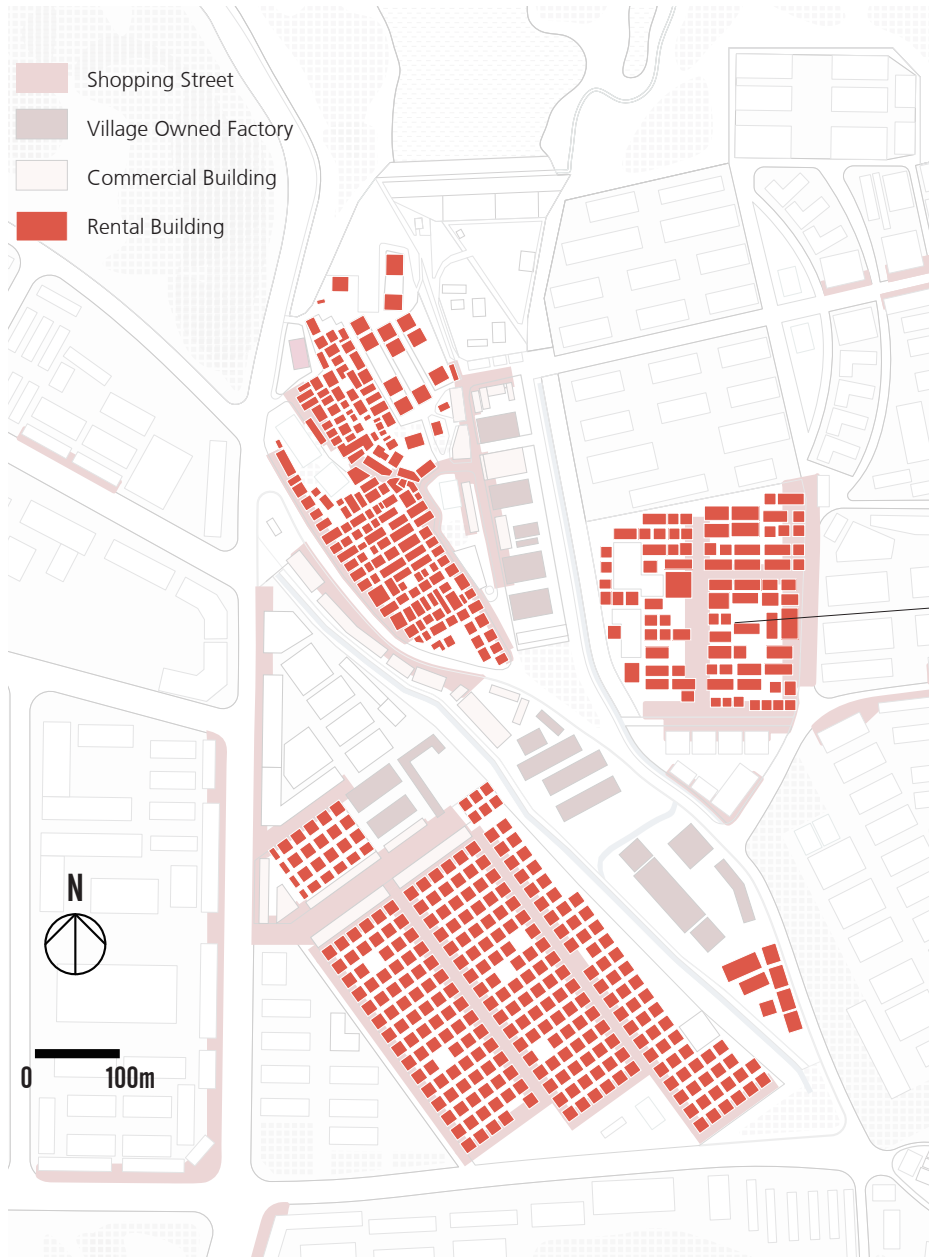 Shopping Street
Village Owned Factory
Commercial Building
Rental Building
N
0 100m